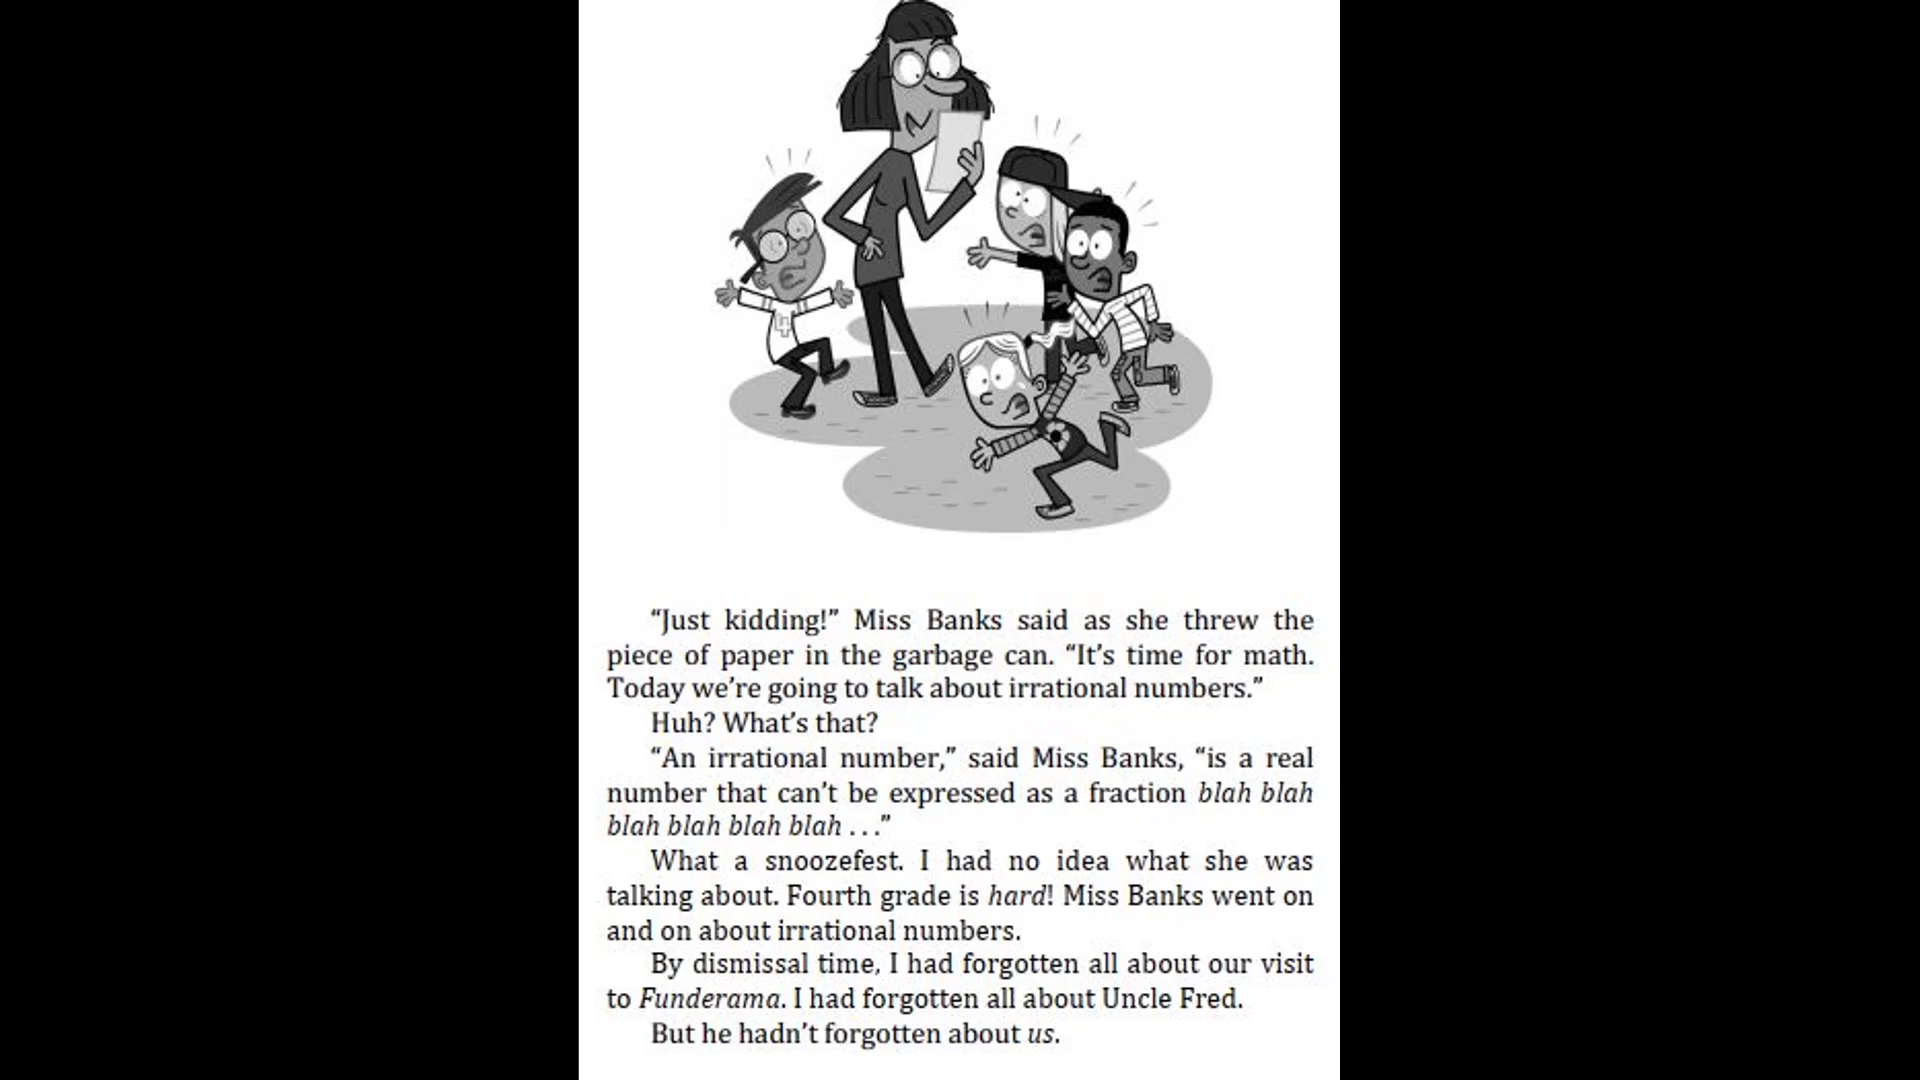 “Just kidding!” Miss Banks said as she threw the
piece of paper in the garbage can. “It’s time for math.
Today we’re going to talk about irrational numbers.”
Huh? What’s that?
“An irrational number,” said Miss Banks, “is a real
number that can’t be expressed as a fraction blah blah
blah blah blah blah . . .”
What a snoozefest. I had no idea what she was
talking about. Fourth grade is hard! Miss Banks went on
and on about irrational numbers.
By dismissal time, I had forgotten all about our visit
to Funderama. I had forgotten all about Uncle Fred.
But he hadn’t forgotten about us.